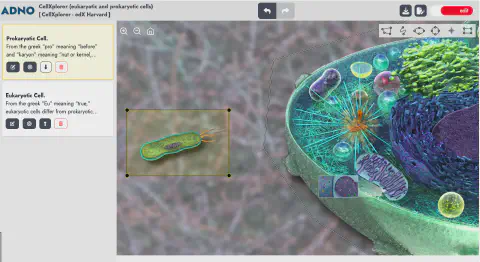 ADNO
CellXplorer (eukaryotic and prokaryotic cells)
[ CellXplorer - edX Harvard ]
edit
Prokaryotic Cell.
From the greek "pro" meaning "before"
and "karyon" meaning "nut or kernel,...
Eukaryotic Cell.
From the greek "Eu" meaning "true,"
eukaryotic cells differ from prokaryotic...